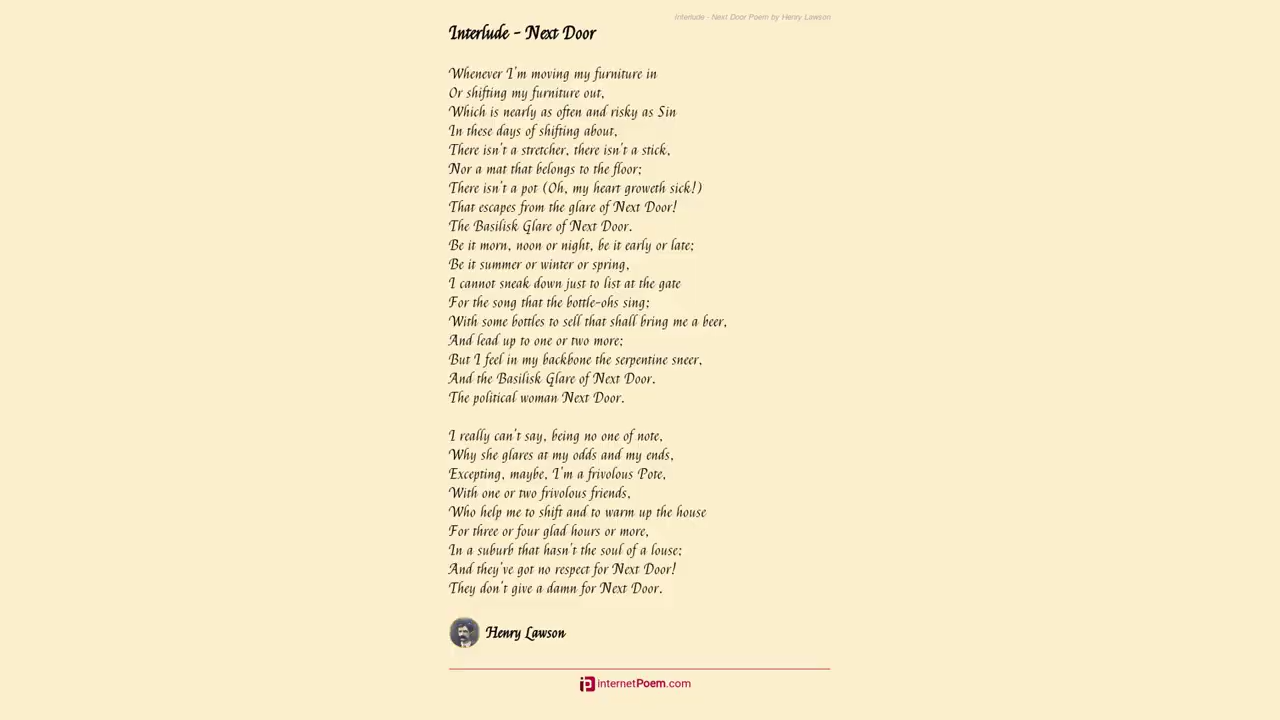 Interlude - Next Door Poem by Henry Lawson
Interlude - Next Door
Whenever I'm moving my furniture in
Or shifting my furniture out,
Which is nearly as often and risky as Sin
In these days of shifting about,
There isn't a stretcher, there isn't a stick,
Nor a mat that belongs to the floor;
There isn't a pot (Oh, my heart groweth sick!)
That escapes from the glare of Next Door!
The Basilisk Glare of Next Door.
Be it morn, noon or night, be it early or late;
Be it summer or winter or spring,
I cannot sneak down just to list at the gate
For the song that the bottle-ohs sing;
With some bottles to sell that shall bring me a beer,
And lead up to one or two more;
But I feel in my backbone the serpentine sneer,
And the Basilisk Glare of Next Door.
The political woman Next Door.
I really can't say, being no one of note,
Why she glares at my odds and my ends,
Excepting, maybe, I'm a frivolous Pote,
With one or two frivolous friends,
Who help me to shift and to warm up the house
For three or four glad hours or more,
In a suburb that hasn't the soul of a louse;
And they've got no respect for Next Door!
They don't give a damn for Next Door.
Henry Lawson
internetPoem.com